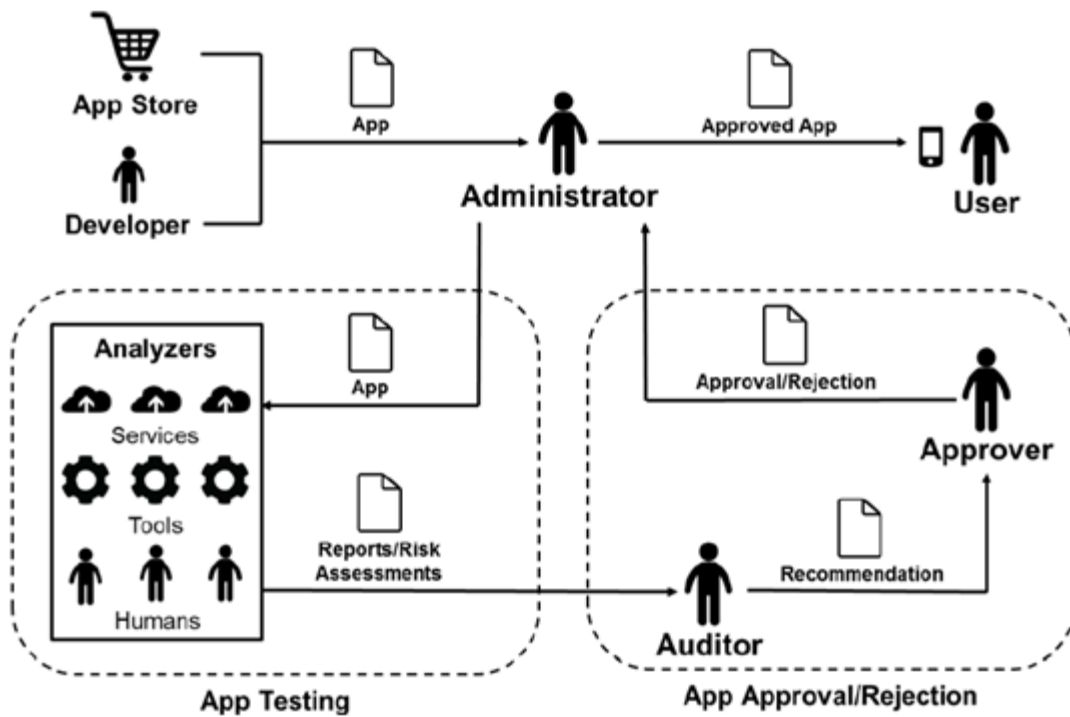 App Store
App
Approved App
Administrator
User
Developer
Analyzers
App
Services
Tools
Reports/Risk
Assessments
Humans
Approval/Rejection
Approver
Recommendation
Auditor
App Testing
App Approval/Rejection